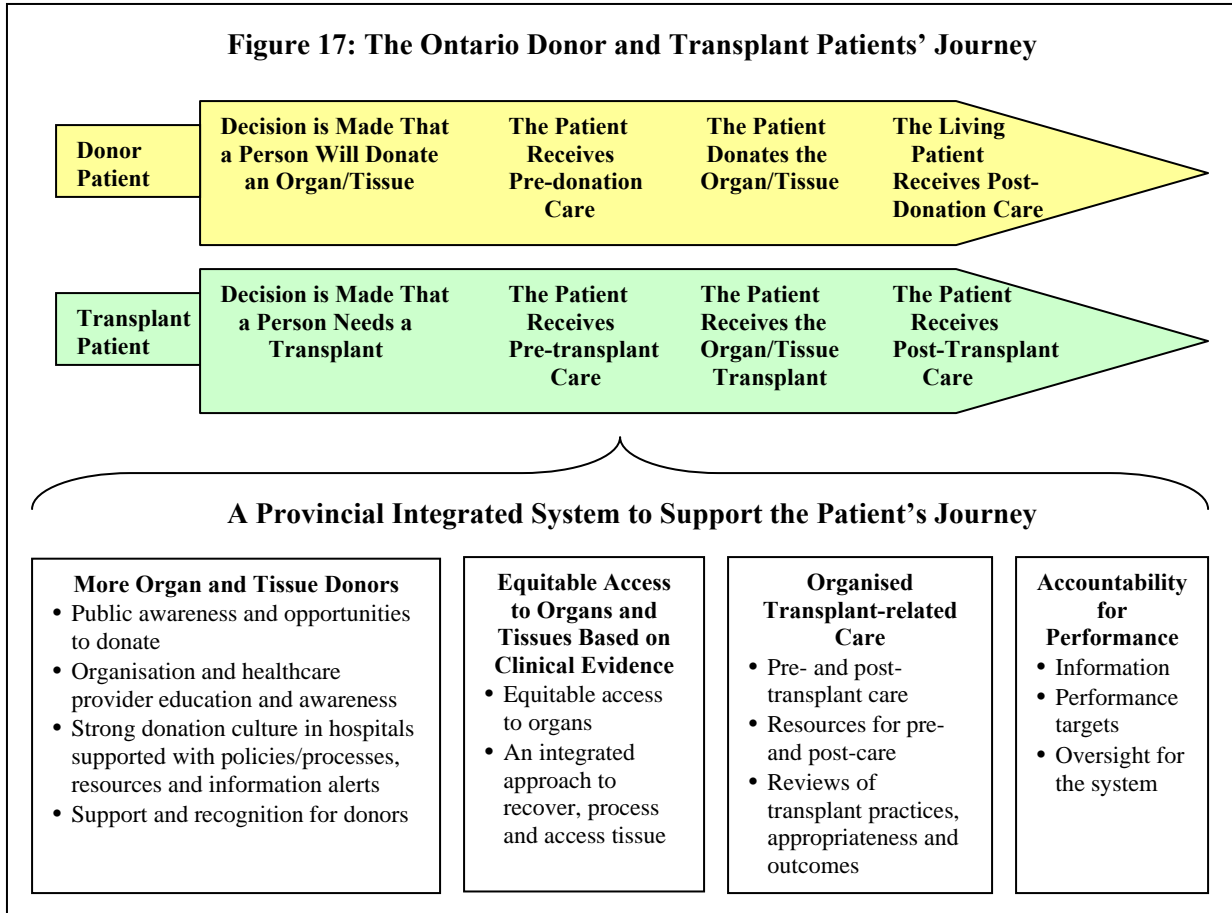 Figure 17: The Ontario Donor and Transplant Patients’ Journey
Donor
Patient
Decision is Made That
a Person Will Donate
an Organ/Tissue
The Patient
Receives
Pre-donation
Care
The Patient
Donates the
Organ/Tissue
The Living
Patient
Receives Post-
Donation Care
Transplant
Patient
Decision is Made That
a Person Needs a
Transplant
The Patient
Receives
Pre-transplant
Care
The Patient
Receives the
Organ/Tissue
Transplant
The Patient
Receives
Post-Transplant
Care
A Provincial Integrated System to Support the Patient’s Journey
More Organ and Tissue Donors
• Public awareness and opportunities
to donate
• Organisation and healthcare
provider education and awareness
• Strong donation culture in hospitals
supported with policies/processes,
resources and information alerts
• Support and recognition for donors
Equitable Access
to Organs and
Tissues Based on
Clinical Evidence
• Equitable access
to organs
• An integrated
approach to
recover, process
and access tissue
Organised
Transplant-related
Care
• Pre- and post-
transplant care
• Resources for pre-
and post-care
• Reviews of
transplant practices,
appropriateness and
outcomes
Accountability
for
Performance
• Information
• Performance
targets
• Oversight for
the system